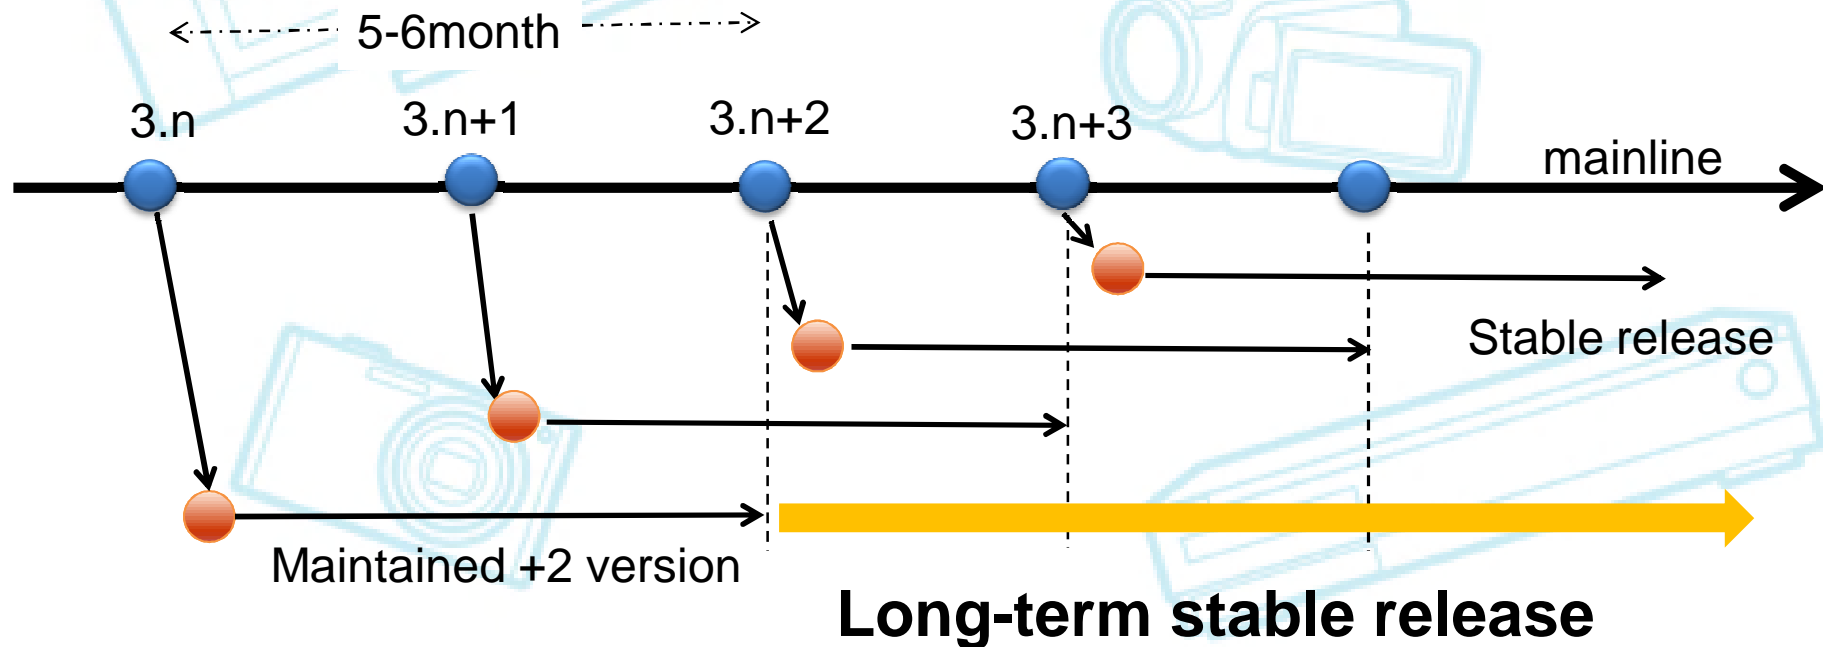 5-6month
3.n
3.n+1
3.n+2
3.n+3
mainline
Stable release
Maintained +2 version
Long-term stable release